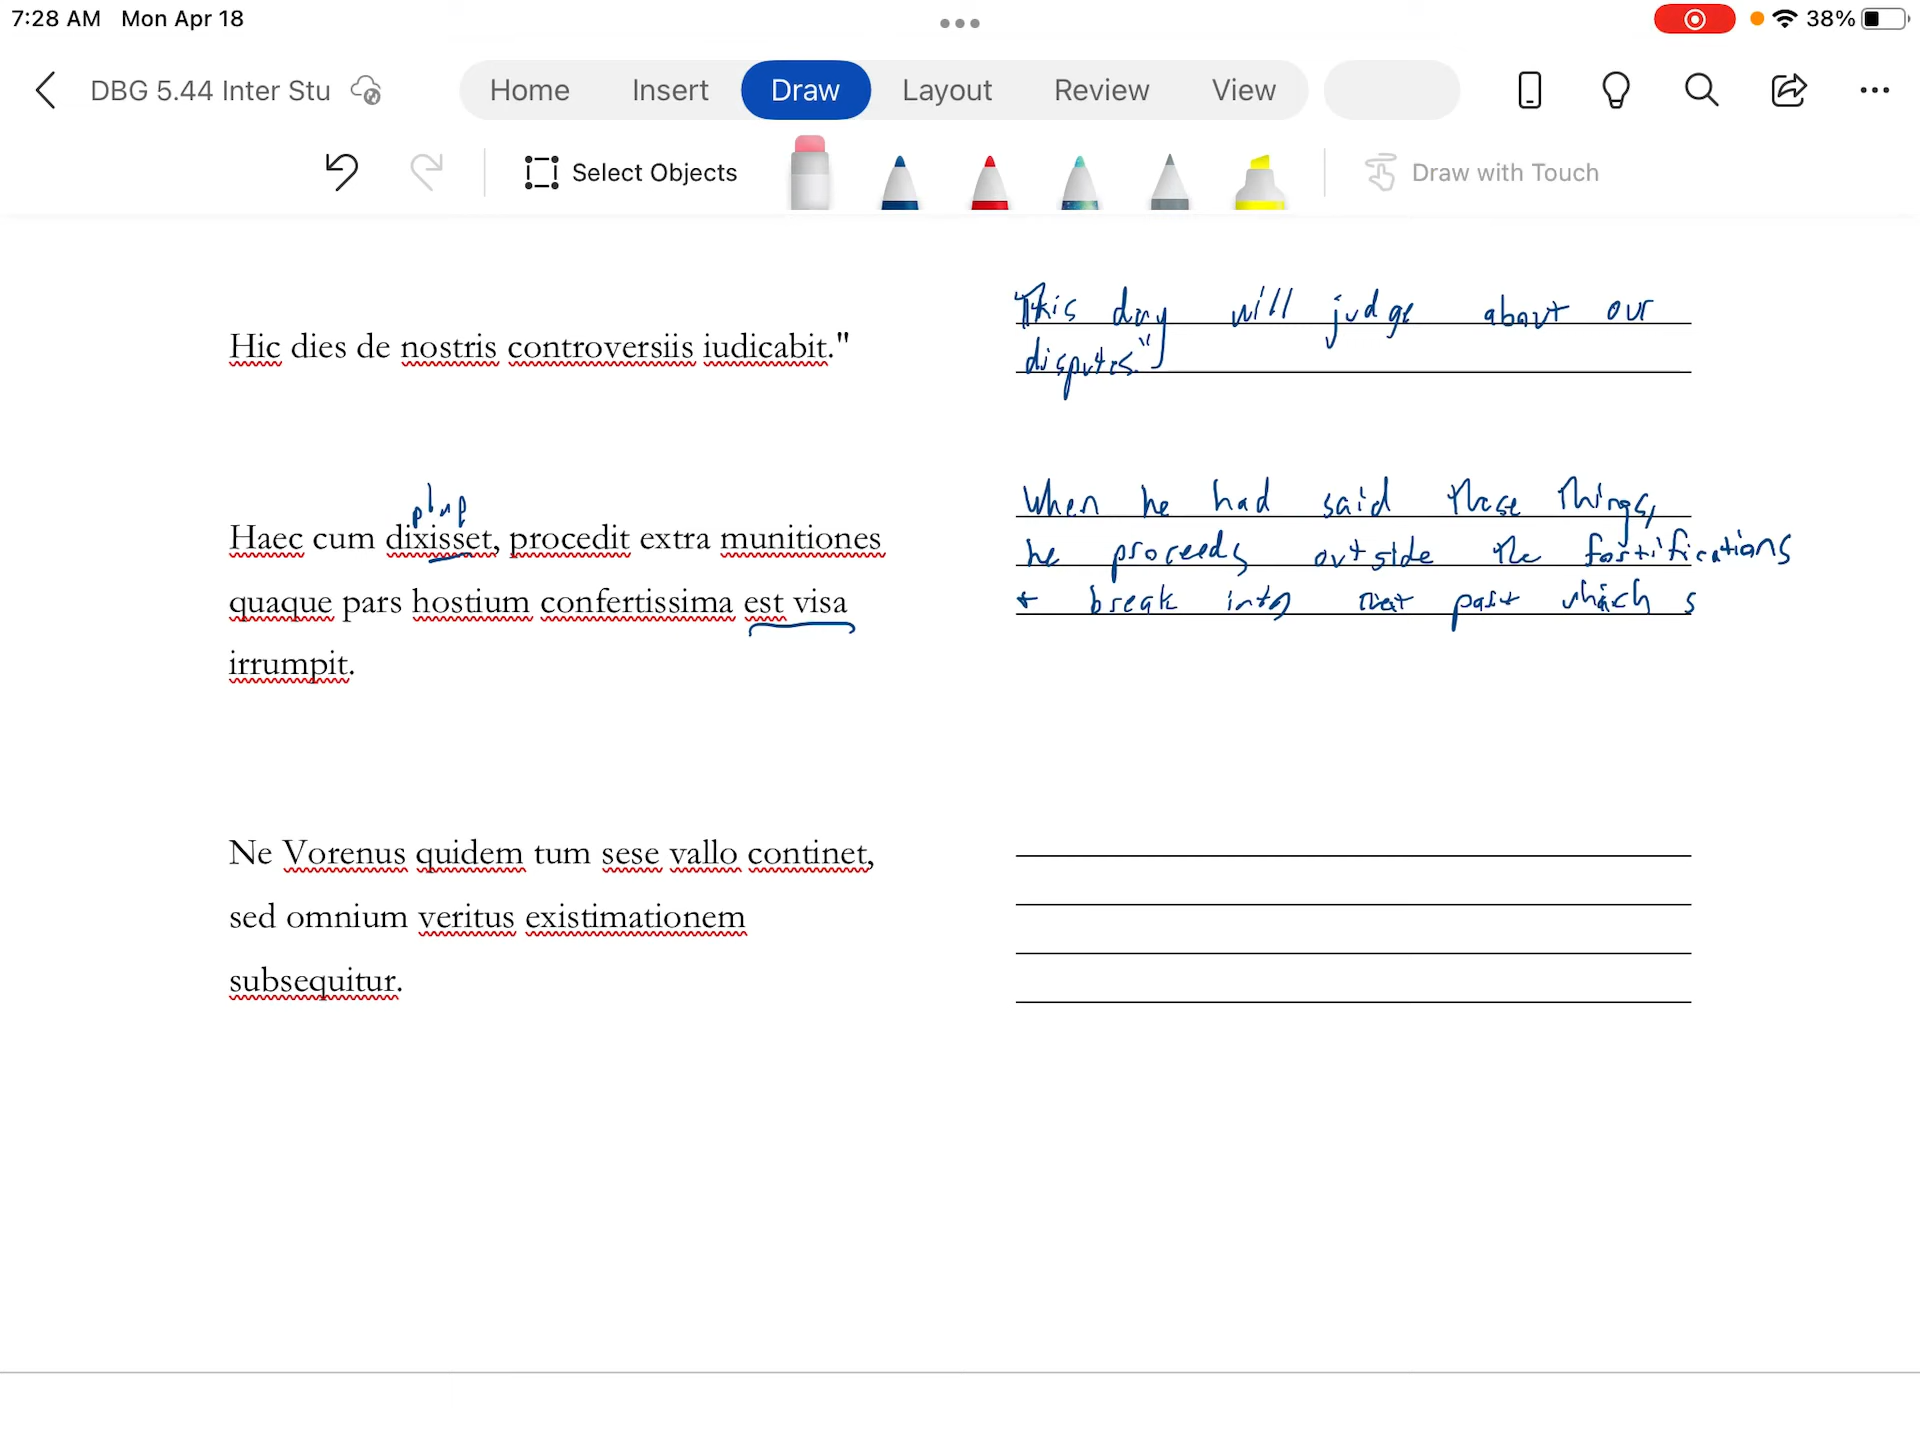 7:28 AM Mon Apr 18
38%
DBG 5.44 Inter Stu
Home Insert Draw Layout Review View
Select Objects
Draw with Touch
Hic dies de nostris controversiis iudicabit."
"This day will judge about our
disputes."
plup
Haec cum dixisset, procedit extra munitiones
quaque pars hostium confertissima est visa
irrumpit.
When he had said these things,
he proceeds outside the fortifications
+ break into that part which s
Ne Vorenus quidem tum sese vallo continet,
sed omnium veritus existimationem
subsequitur.